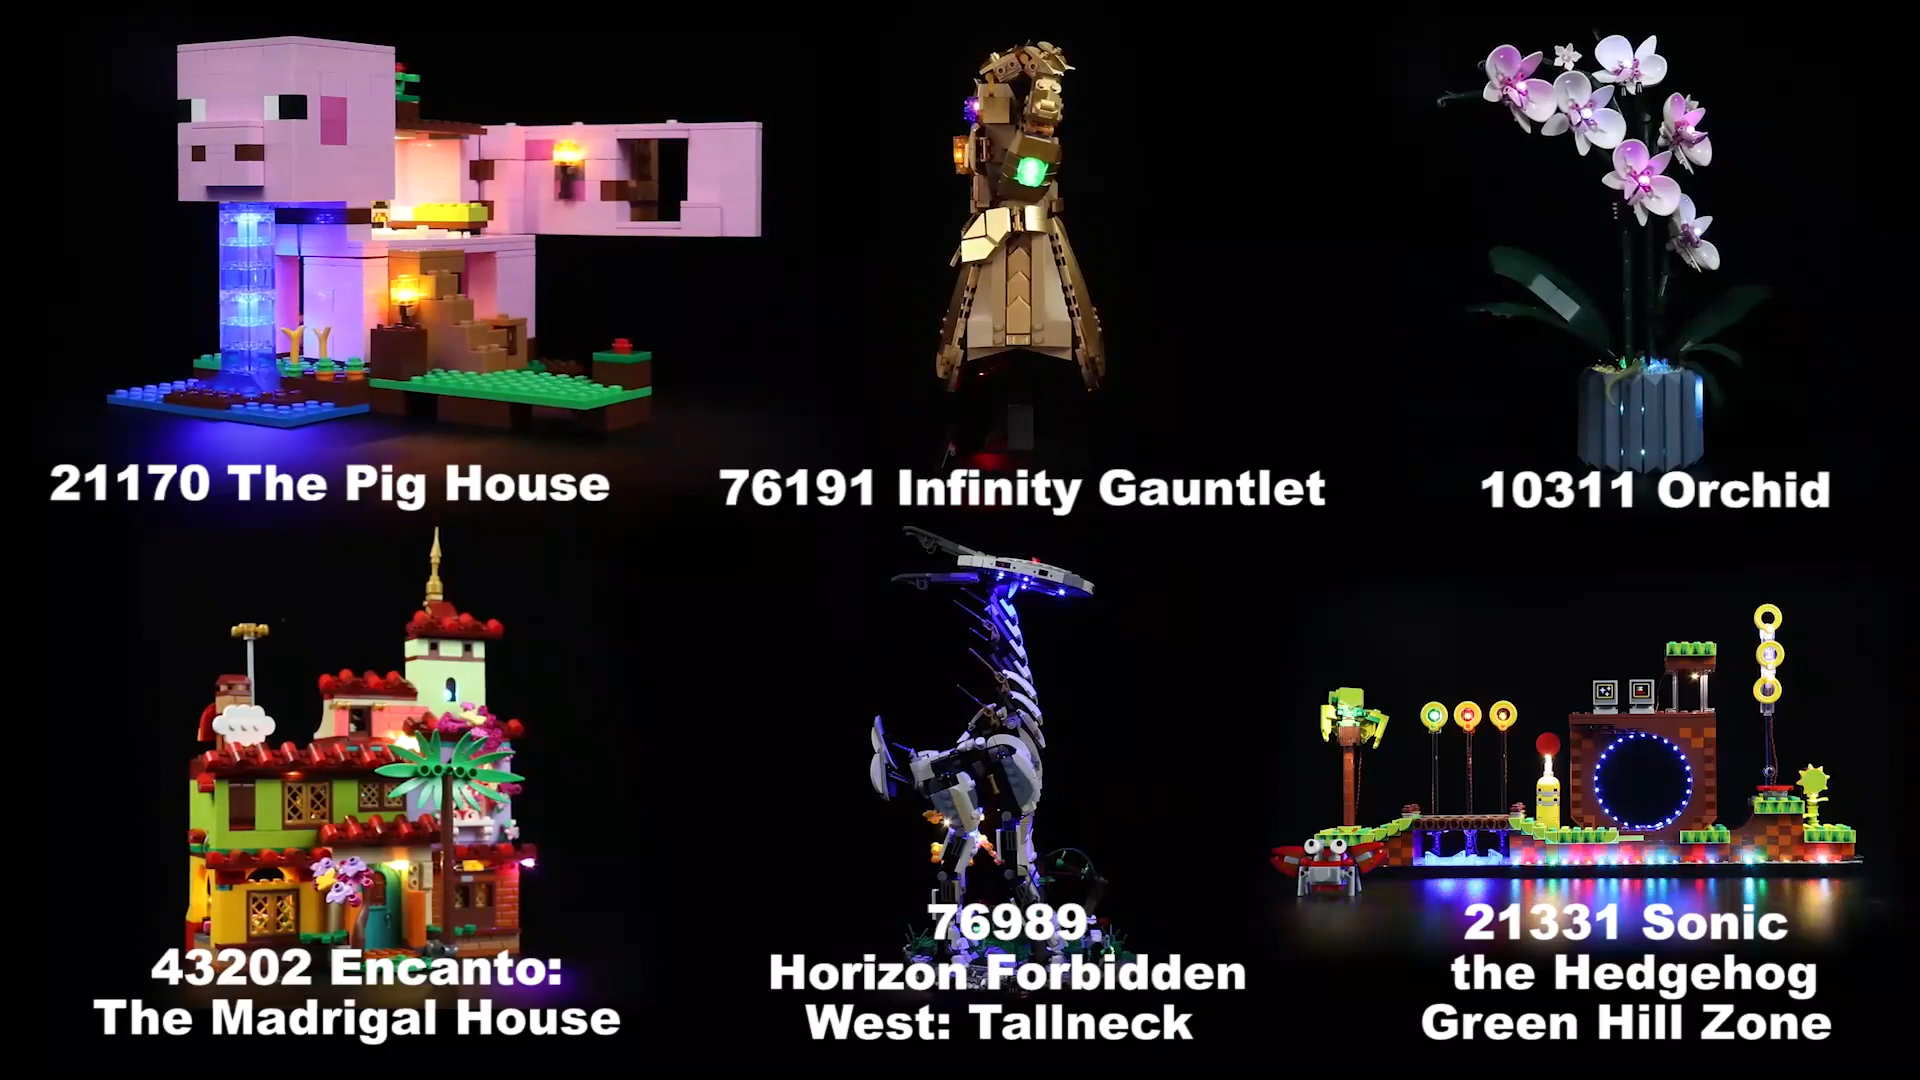 21170 The Pig House
76191 Infinity Gauntlet
10311 Orchid
43202 Encanto:
The Madrigal House
76989
Horizon Forbidden
West: Tallneck
21331 Sonic
the Hedgehog
Green Hill Zone